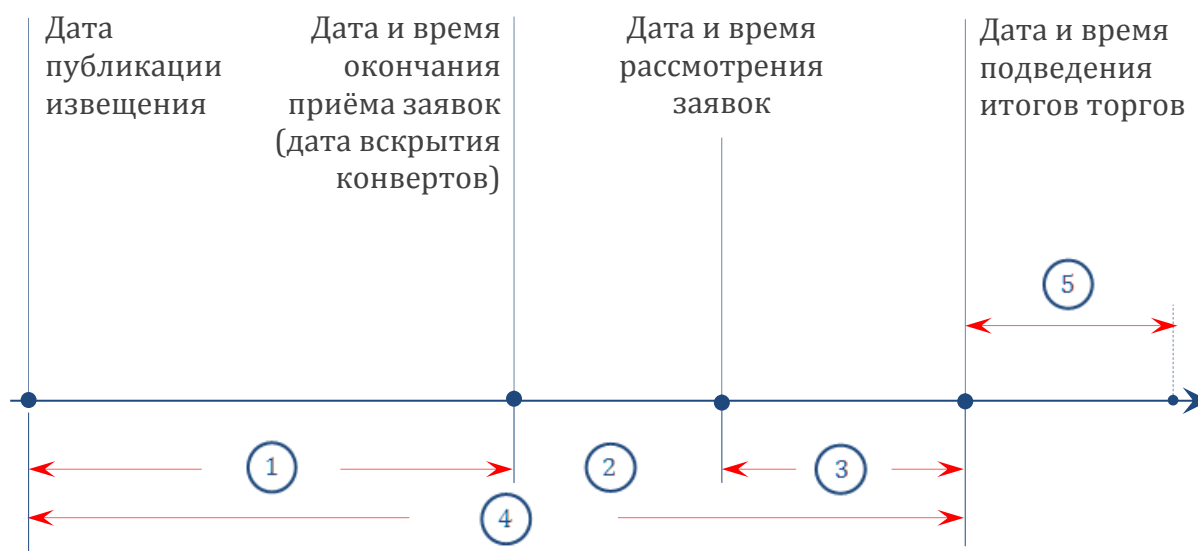 Дата
публикации
извещения
Дата и время
окончания
приёма заявок
(дата вскрытия
конвертов)
Дата и время
рассмотрения
заявок
Дата и время
подведения
итогов торгов
5
1
2
3
4